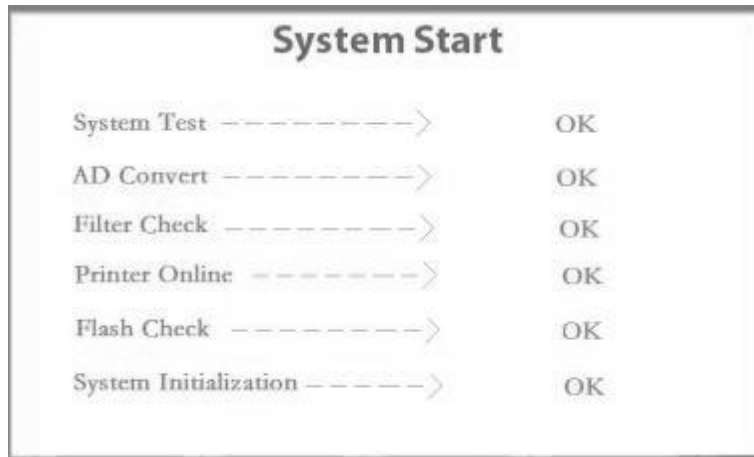 System Start
System Test --------> OK
AD Convert --------> OK
Filter Check --------> OK
Printer Online -------> OK
Flash Check --------> OK
System Initialization -----> OK